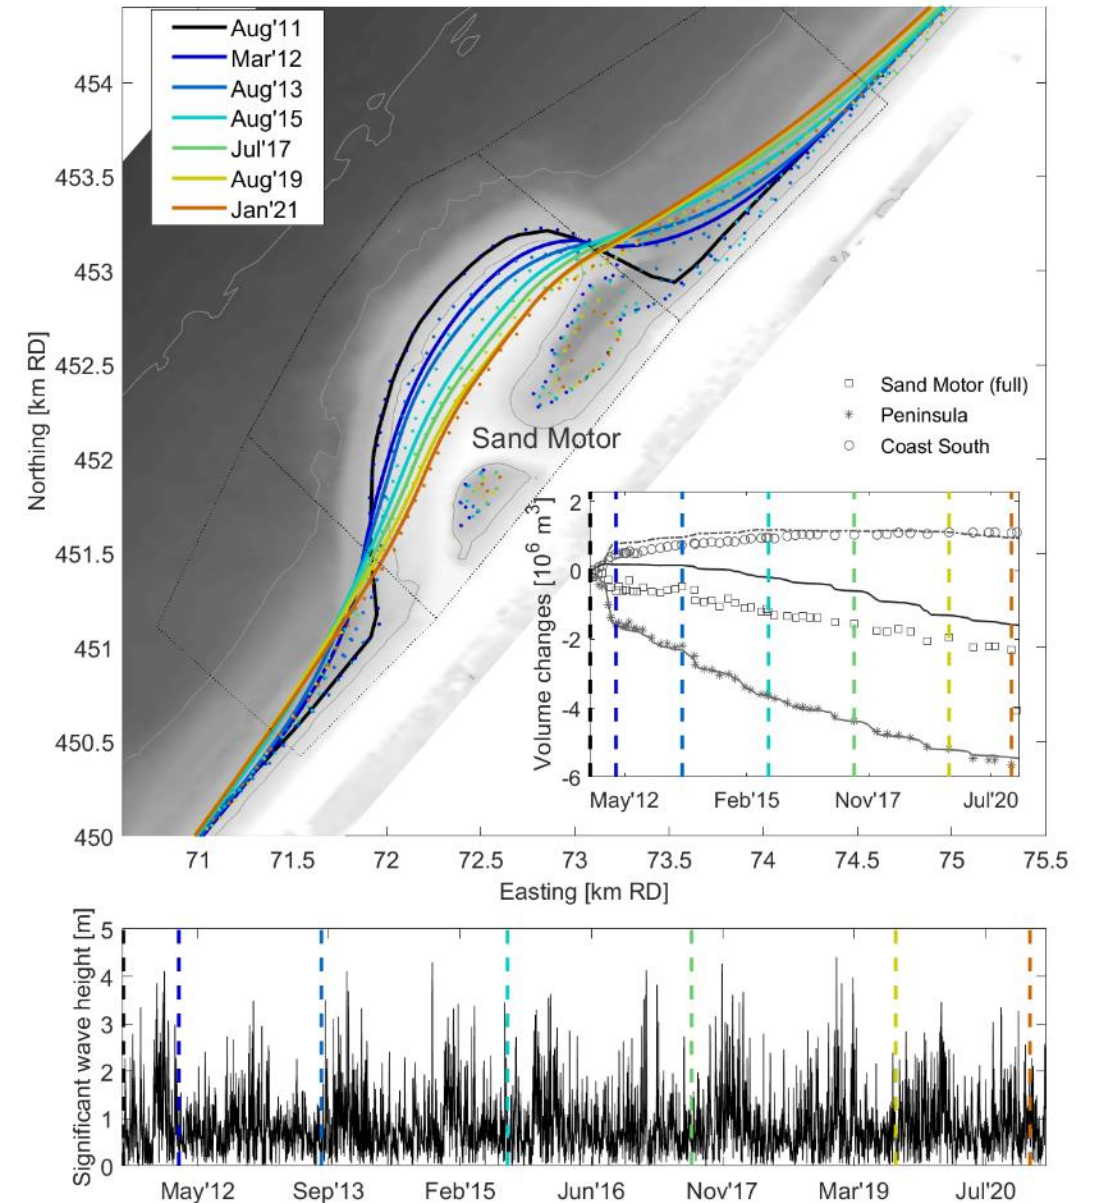 Aug'11
Mar'12
Aug'13
Aug'15
Jul'17
Aug'19
Jan'21
454
453.5
453
452.5
452
451.5
451
450.5
450
Northing [km RD]
Sand Motor
Sand Motor (full)
Peninsula
Coast South
Volume changes [10⁶ m³]
2
0
-2
-4
-6
May'12 Feb'15 Nov'17 Jul'20
71 71.5 72 72.5 73 73.5 74 74.5 75 75.5
Easting [km RD]
Significant wave height [m]
5
4
3
2
1
0
May'12 Sep'13 Feb'15 Jun'16 Nov'17 Mar'19 Jul'20